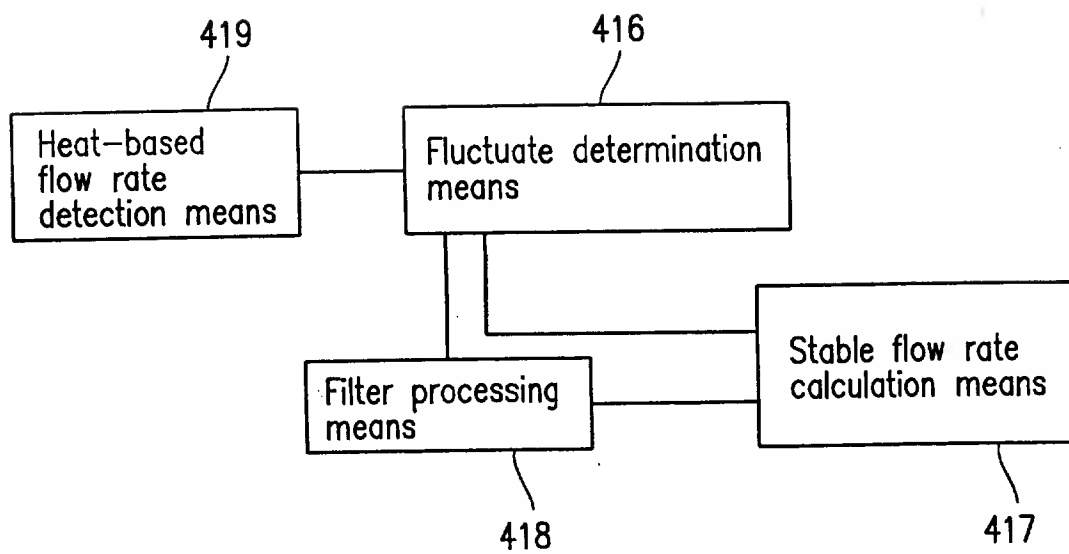 419
416
Heat-based
flow rate
detection means
Fluctuate determination
means
Filter processing
means
Stable flow rate
calculation means
418
417